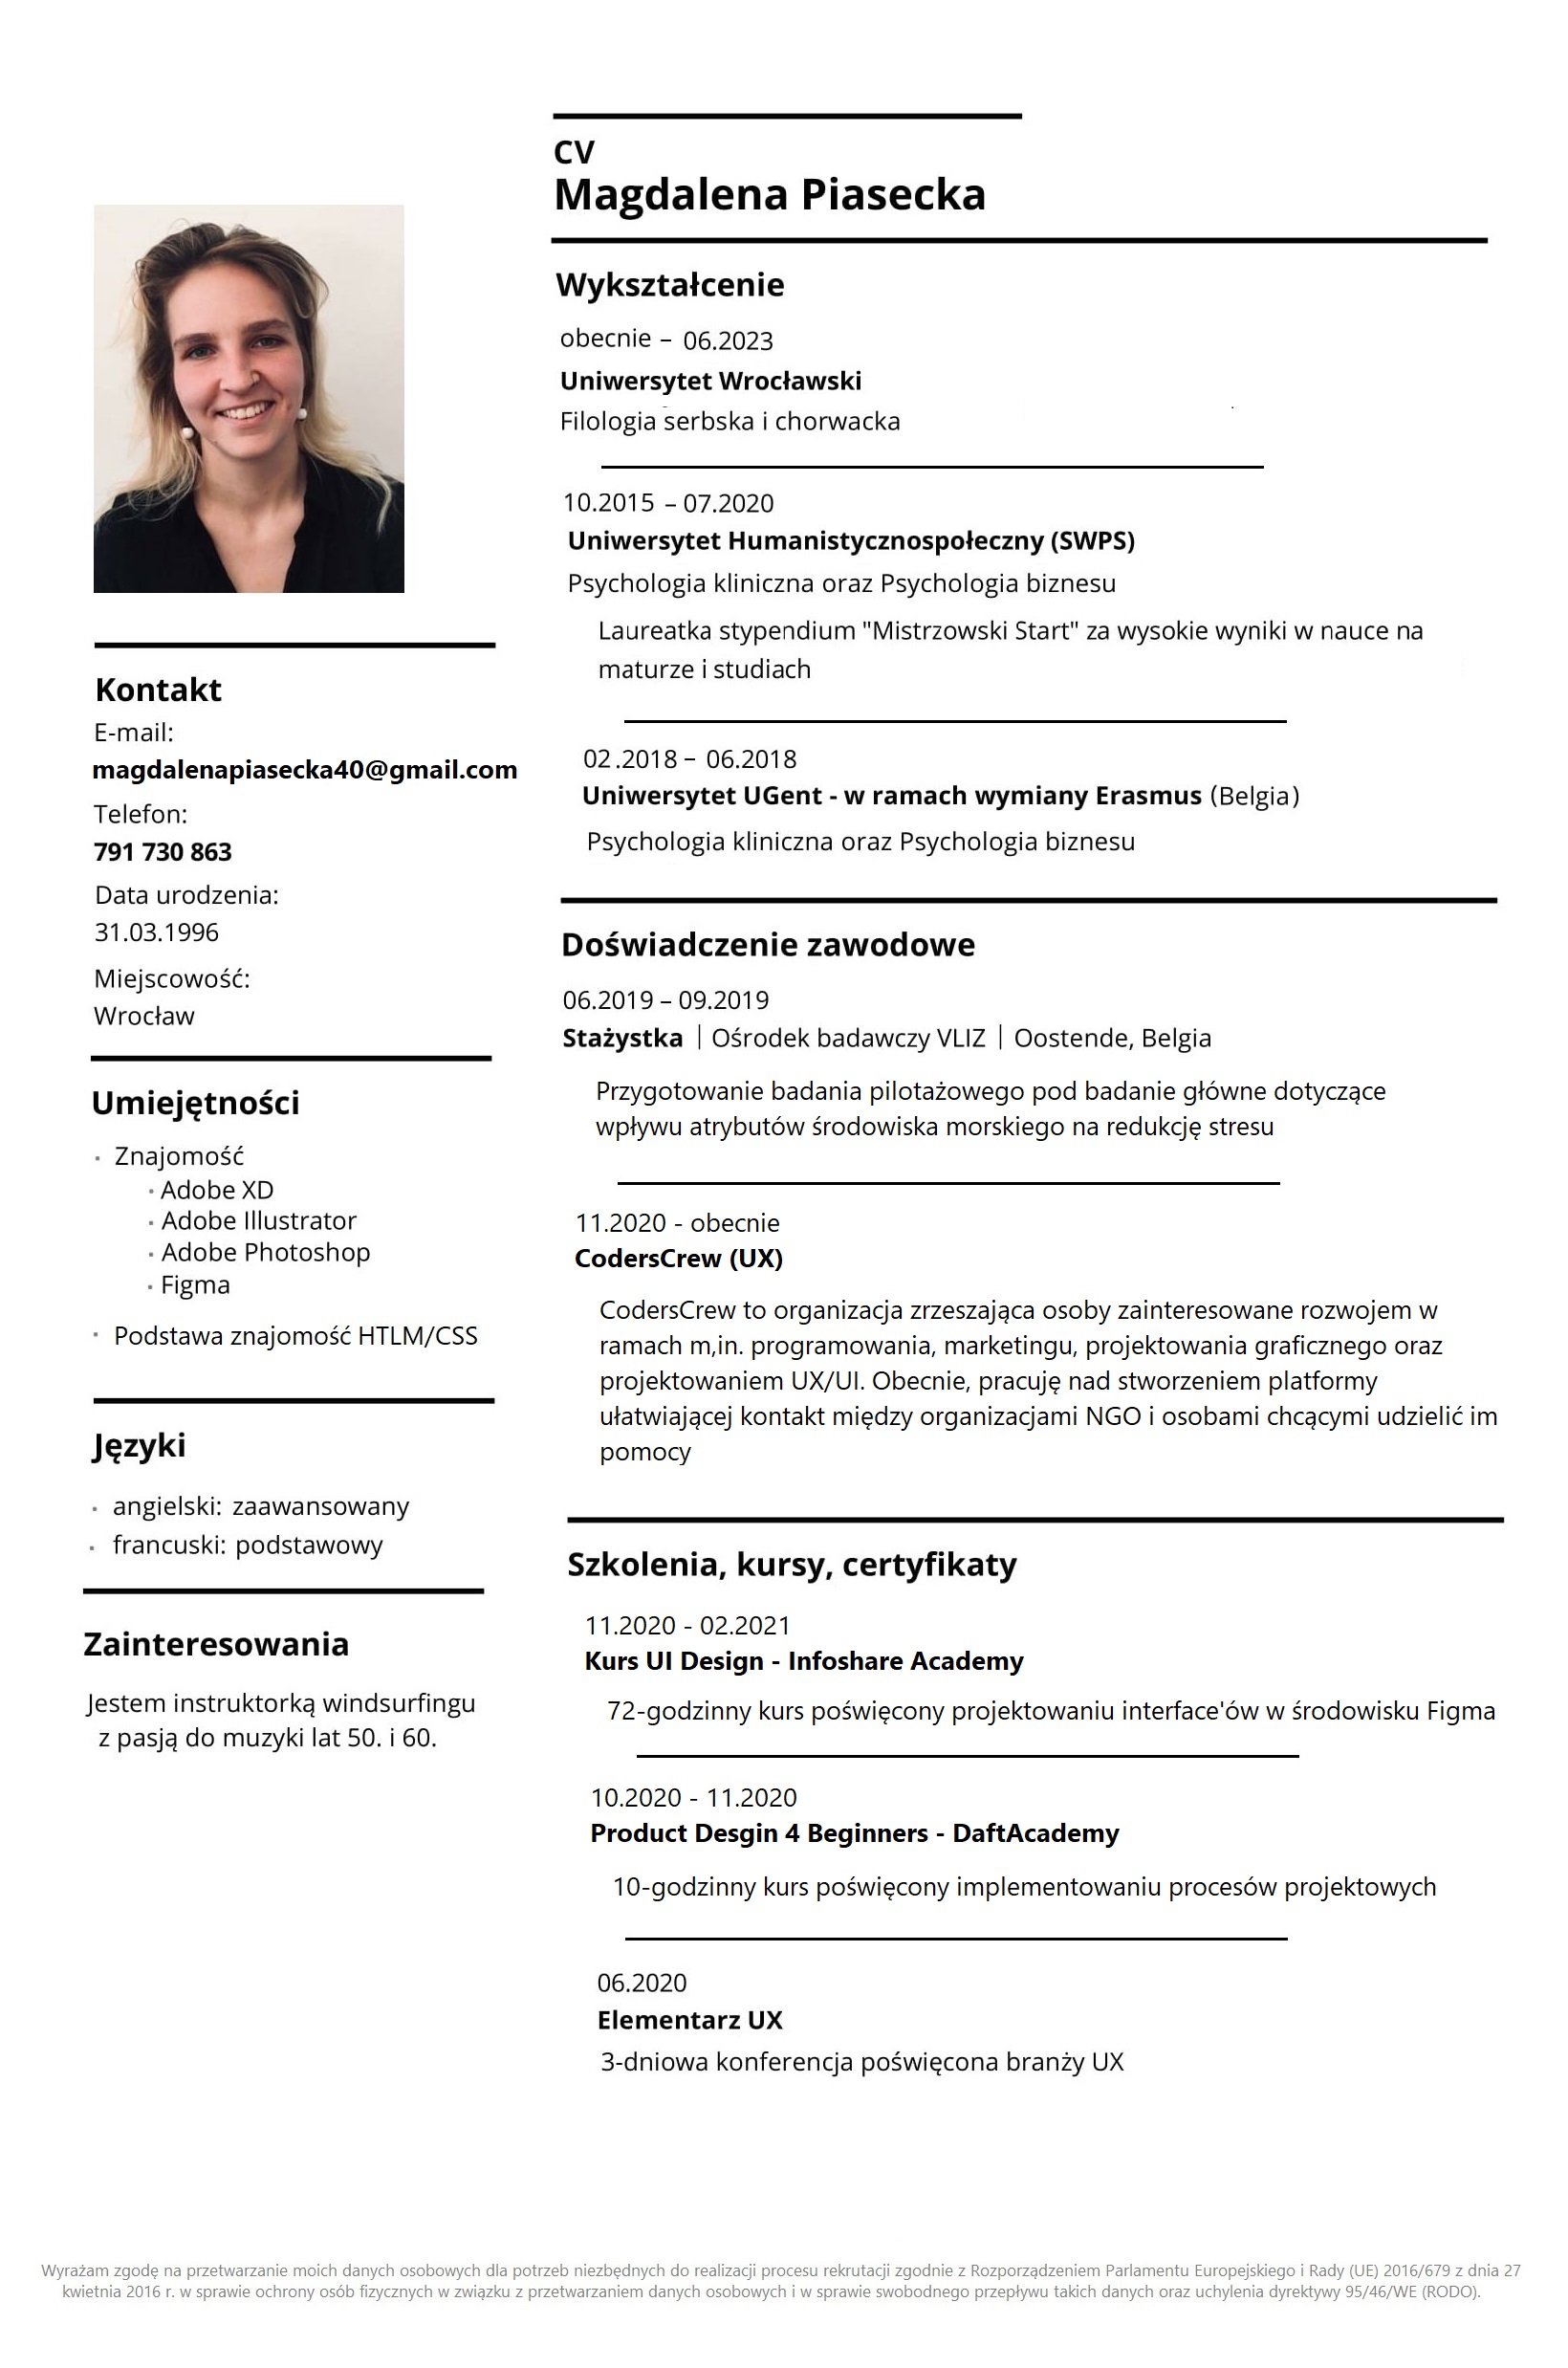 CV
Magdalena Piasecka
Kontakt
E-mail:
magdalenapiasecka40@gmail.com
Telefon:
791 730 863
Data urodzenia:
31.03.1996
Miejscowość:
Wrocław
Umiejętności
Znajomość
Adobe XD
Adobe Illustrator
Adobe Photoshop
Figma
Podstawa znajomość HTLM/CSS
Języki
angielski: zaawansowany
francuski: podstawowy
Zainteresowania
Jestem instruktorką windsurfingu
z pasją do muzyki lat 50. i 60.
Wykształcenie
obecnie – 06.2023
Uniwersytet Wrocławski
Filologia serbska i chorwacka
10.2015 – 07.2020
Uniwersytet Humanistycznospołeczny (SWPS)
Psychologia kliniczna oraz Psychologia biznesu
Laureatka stypendium "Mistrzowski Start" za wysokie wyniki w nauce na
maturze i studiach
02.2018 – 06.2018
Uniwersytet UGent - w ramach wymiany Erasmus (Belgia)
Psychologia kliniczna oraz Psychologia biznesu
Doświadczenie zawodowe
06.2019 – 09.2019
Stażystka | Ośrodek badawczy VLIZ | Oostende, Belgia
Przygotowanie badania pilotażowego pod badanie główne dotyczące
wpływu atrybutów środowiska morskiego na redukcję stresu
11.2020 - obecnie
CodersCrew (UX)
CodersCrew to organizacja zrzeszająca osoby zainteresowane rozwojem w
ramach m,in. programowania, marketingu, projektowania graficznego oraz
projektowaniem UX/UI. Obecnie, pracuję nad stworzeniem platformy
ułatwiającej kontakt między organizacjami NGO i osobami chcącymi udzielić im
pomocy
Szkolenia, kursy, certyfikaty
11.2020 - 02.2021
Kurs UI Design - Infoshare Academy
72-godzinny kurs poświęcony projektowaniu interface'ów w środowisku Figma
10.2020 - 11.2020
Product Desgin 4 Beginners - DaftAcademy
10-godzinny kurs poświęcony implementowaniu procesów projektowych
06.2020
Elementarz UX
3-dniowa konferencja poświęcona branży UX
Wyrażam zgodę na przetwarzanie moich danych osobowych dla potrzeb niezbędnych do realizacji procesu rekrutacji zgodnie z Rozporządzeniem Parlamentu Europejskiego i Rady (UE) 2016/679 z dnia 27
kwietnia 2016 r. w sprawie ochrony osób fizycznych w związku z przetwarzaniem danych osobowych i w sprawie swobodnego przepływu takich danych oraz uchylenia dyrektywy 95/46/WE (RODO).